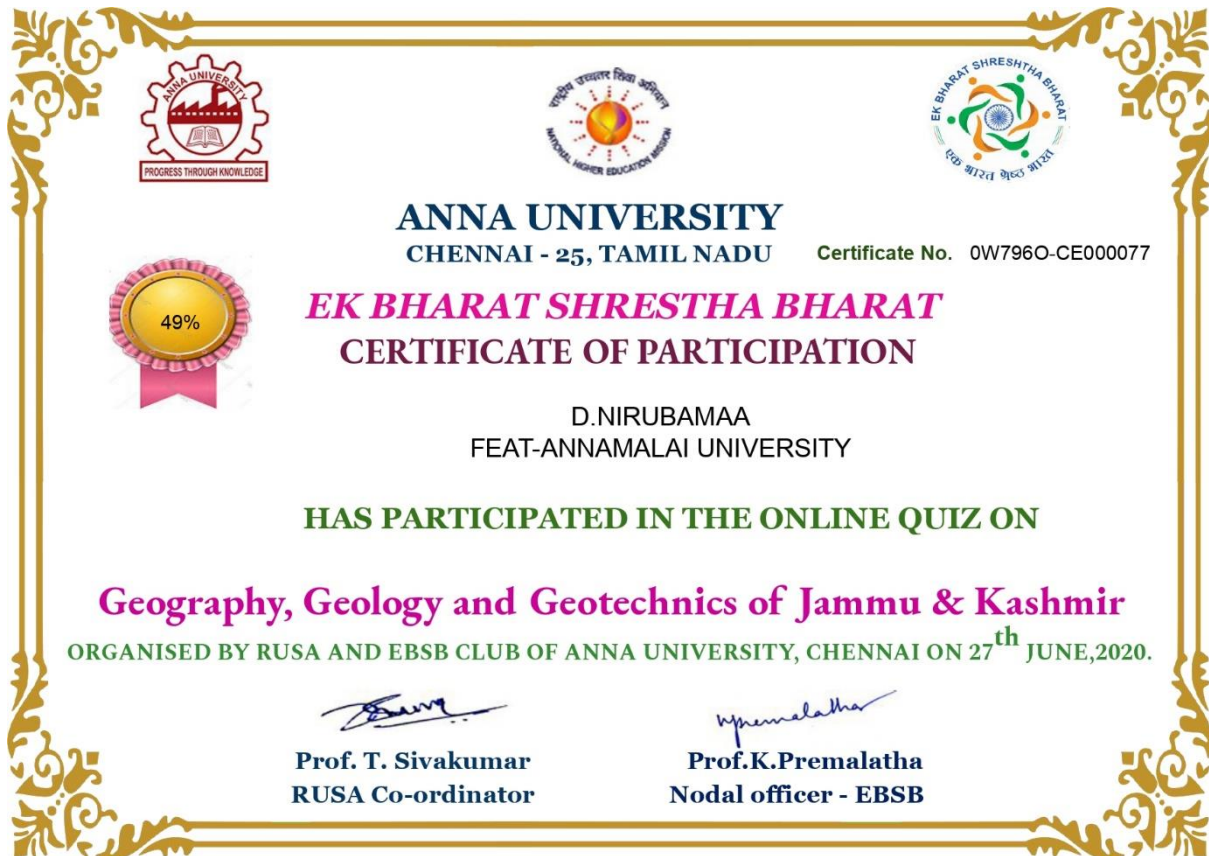 ANNA UNIVERSITY
PROGRESS THROUGH KNOWLEDGE
राष्ट्रीय उच्चतर शिक्षा अभियान
NATIONAL HIGHER EDUCATION MISSION
EK BHARAT SHRESHTHA BHARAT
एक भारत श्रेष्ठ भारत
ANNA UNIVERSITY
CHENNAI - 25, TAMIL NADU
Certificate No. 0W796O-CE000077
49%
EK BHARAT SHRESTHA BHARAT
CERTIFICATE OF PARTICIPATION
D.NIRUBAMAA
FEAT-ANNAMALAI UNIVERSITY
HAS PARTICIPATED IN THE ONLINE QUIZ ON
Geography, Geology and Geotechnics of Jammu & Kashmir
ORGANISED BY RUSA AND EBSB CLUB OF ANNA UNIVERSITY, CHENNAI ON 27th JUNE,2020.
Prof. T. Sivakumar
Prof.K.Premalatha
RUSA Co-ordinator
Nodal officer - EBSB